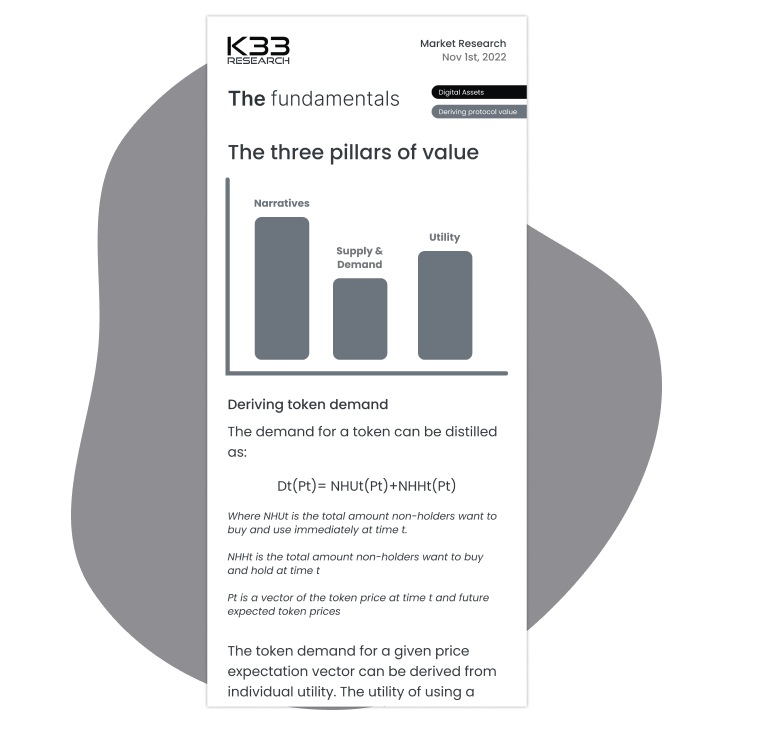 K33
RESEARCH
Market Research
Nov 1st, 2022
The fundamentals
Digital Assets
Deriving protocol value
The three pillars of value
Narratives
Supply &
Demand
Utility
Deriving token demand
The demand for a token can be distilled
as:
Dt(Pt)= NHUt(Pt)+NHHt(Pt)
Where NHUt is the total amount non-holders want to
buy and use immediately at time t.
NHHt is the total amount non-holders want to buy
and hold at time t
Pt is a vector of the token price at time t and future
expected token prices
The token demand for a given price
expectation vector can be derived from
individual utility. The utility of using a